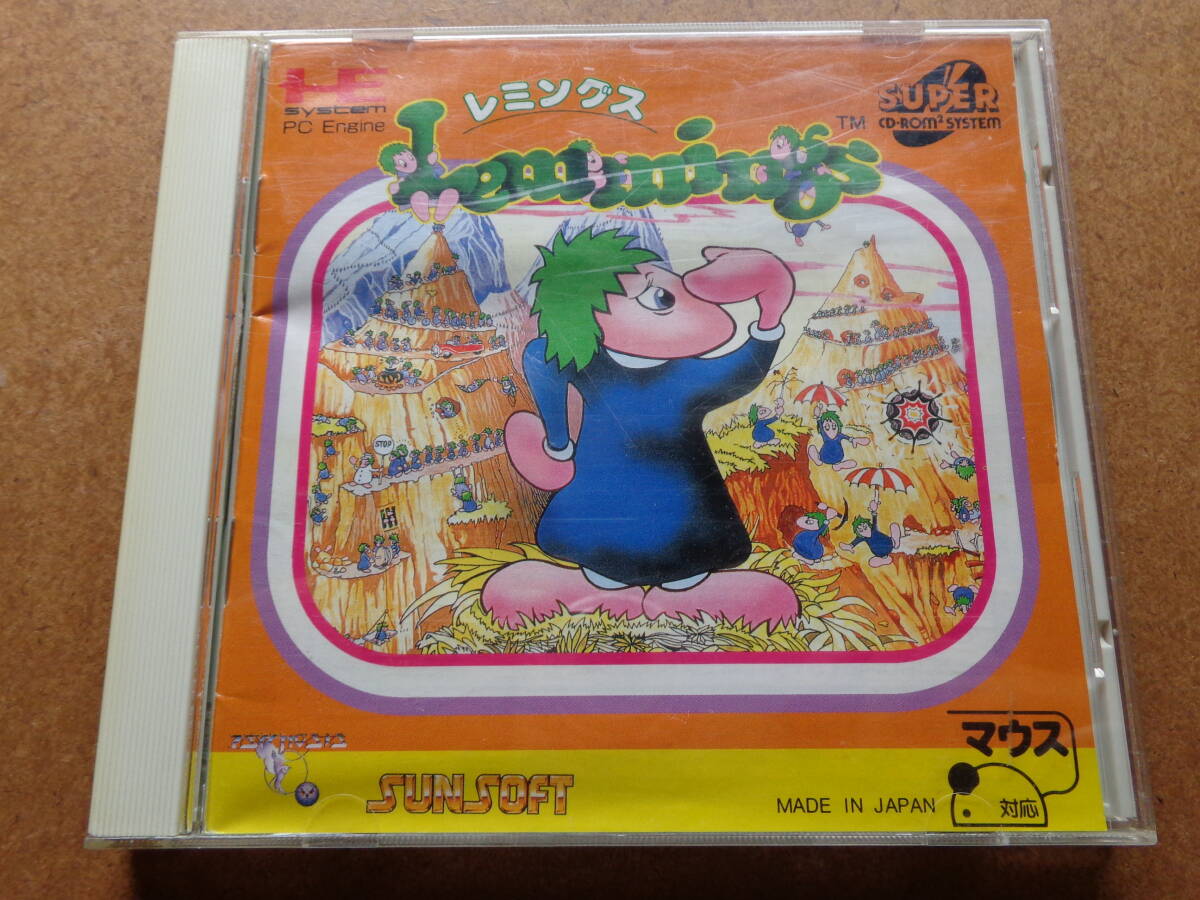 HE
system
PC Engine
レミングス
Lemmings
TM
SUPER
CD-ROM² SYSTEM
STOP
PSYGNOSIS
SUNSOFT
MADE IN JAPAN
マウス
対応